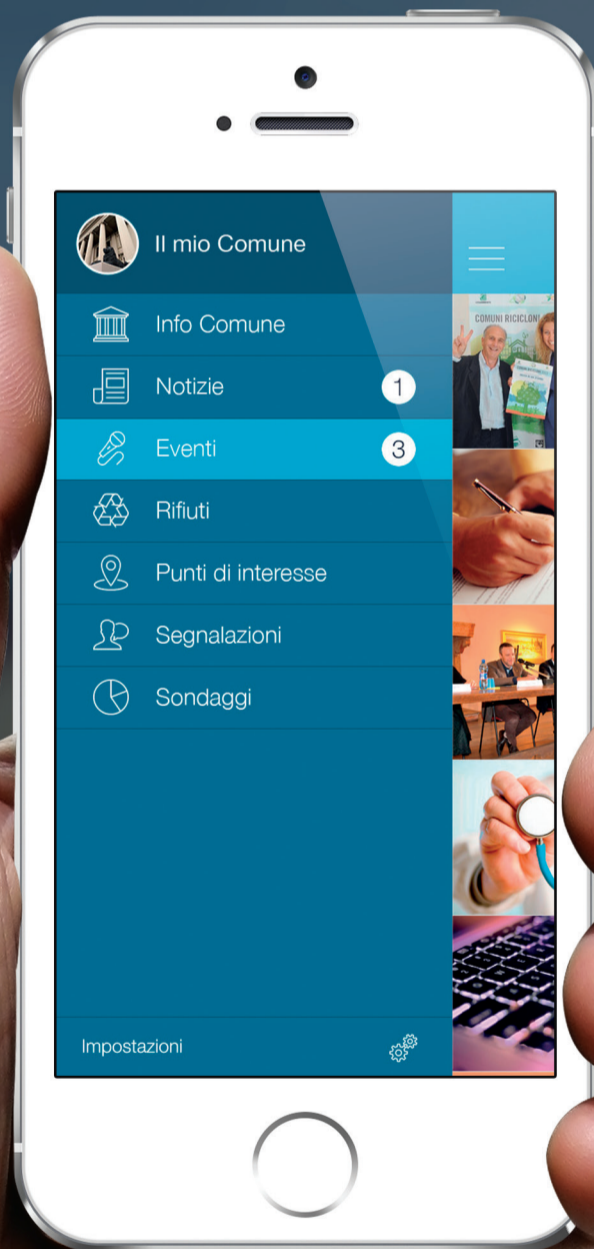 Il mio Comune
Info Comune
Notizie
1
Eventi
3
Rifiuti
Punti di interesse
Segnalazioni
Sondaggi
Impostazioni
COMUNI RICICLONI